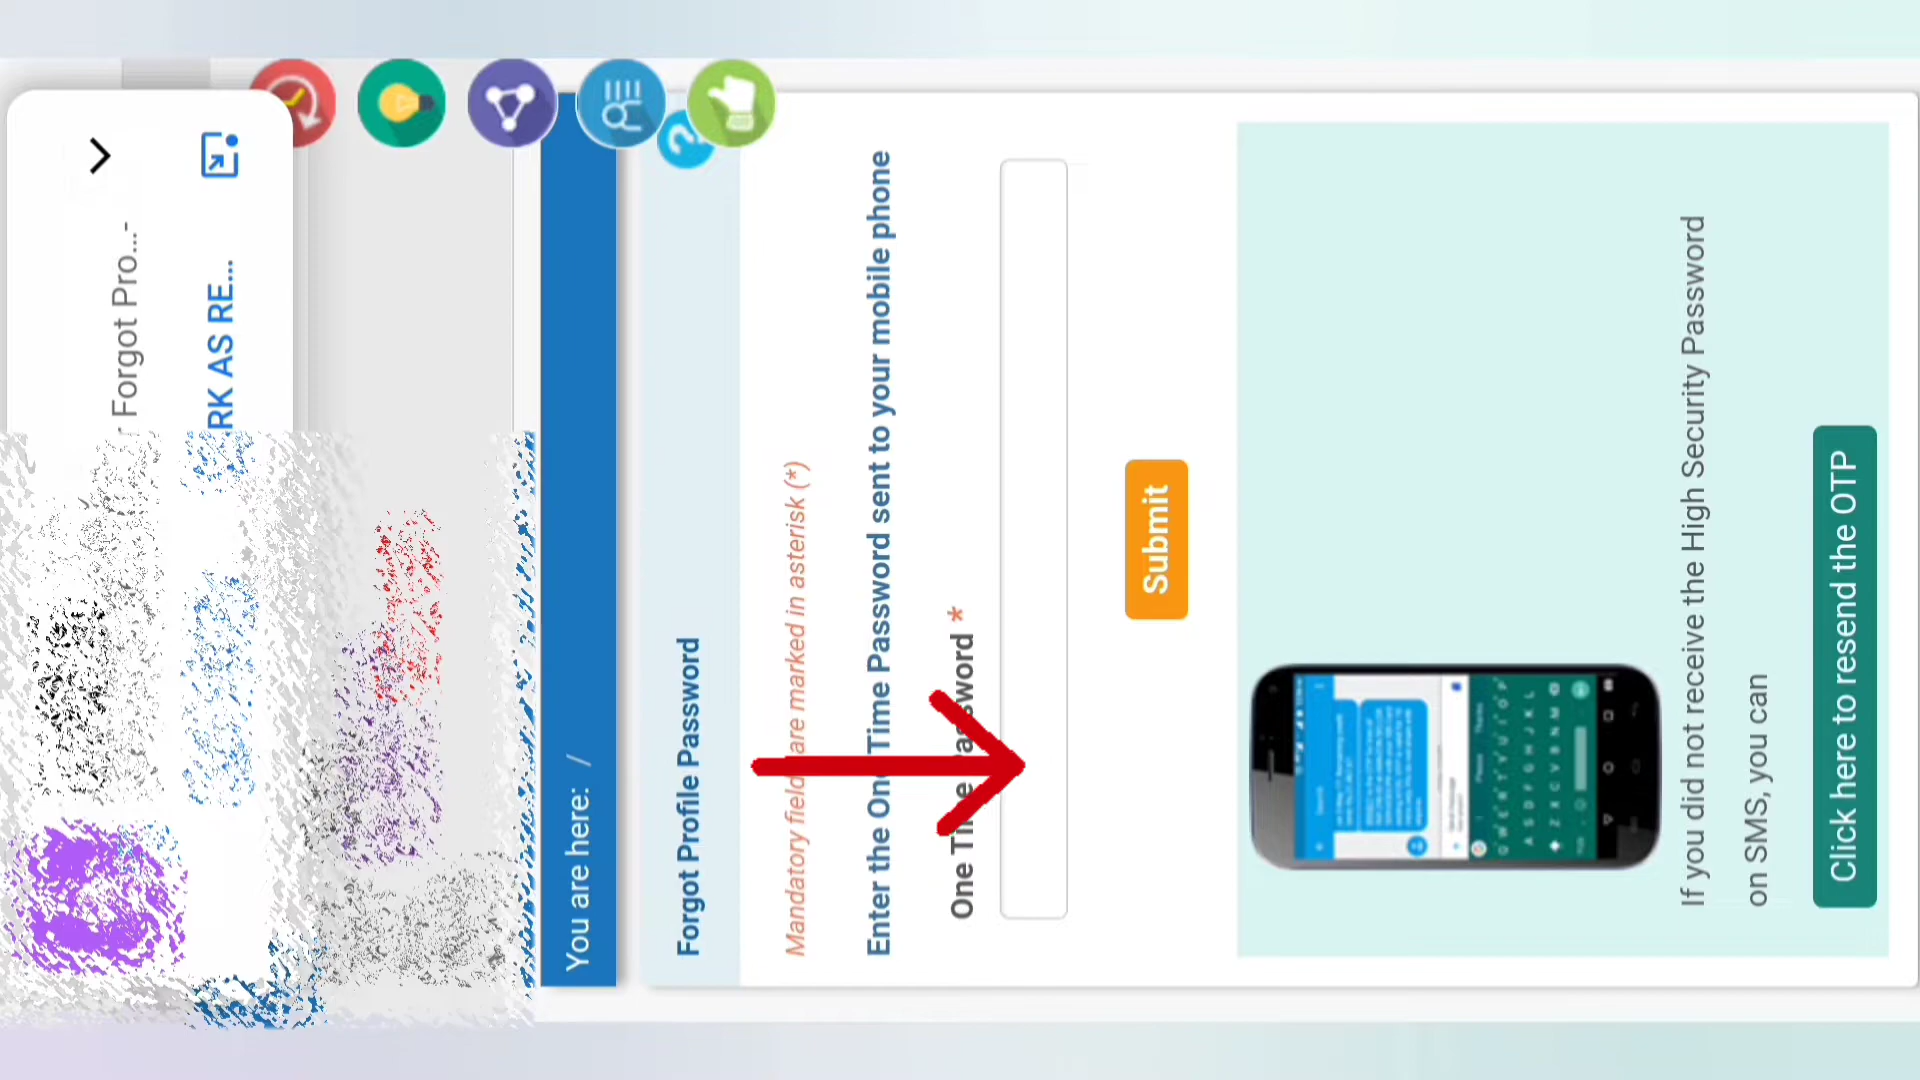 r Forgot Pro...-
RK AS RE...
You are here: /
Forgot Profile Password
Mandatory field are marked in asterisk (*)
Enter the One Time Password sent to your mobile phone
One Time Password *
Submit
If you did not receive the High Security Password
on SMS, you can
Click here to resend the OTP